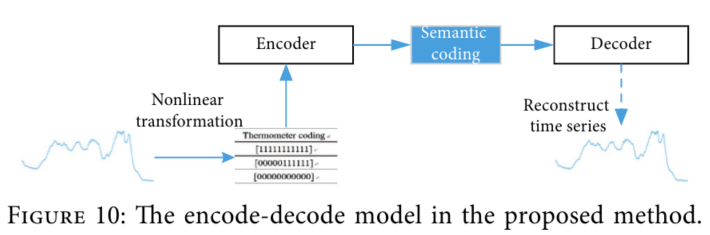 Encoder
Semantic
coding
Decoder
Nonlinear
transformation
Thermometer coding
[11111111111]
[00000111111]
[00000000000]
Reconstruct
time series
FIGURE 10: The encode-decode model in the proposed method.